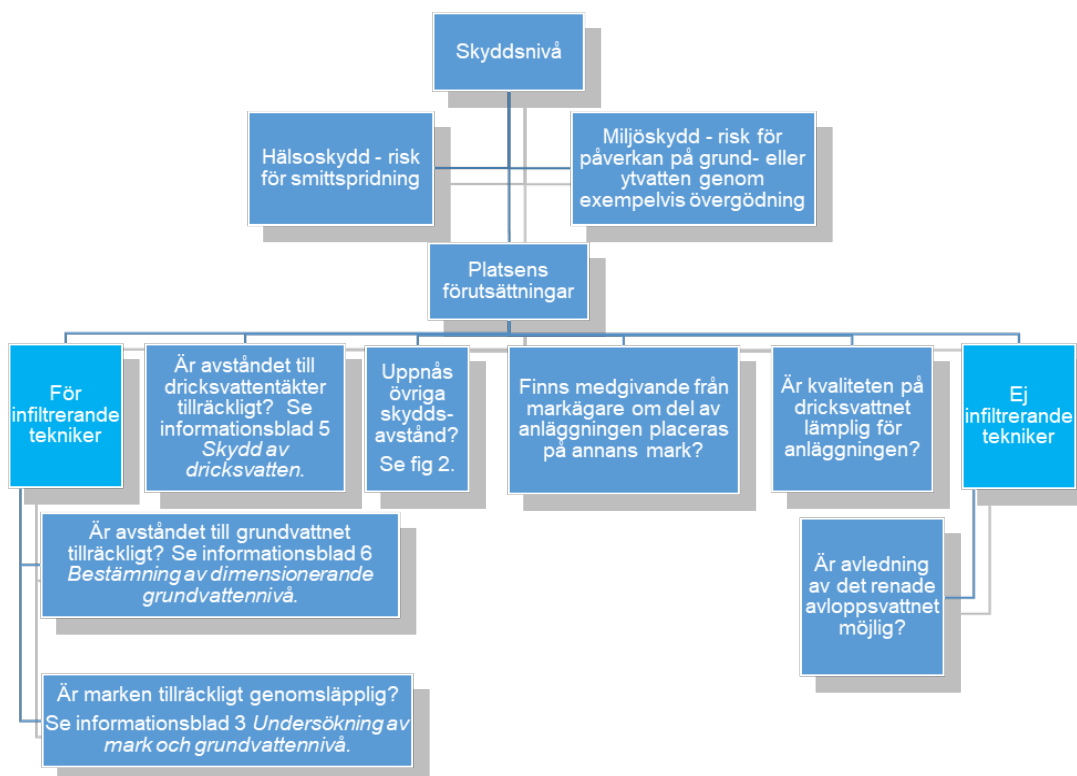 Skyddsnivå
Hälsoskydd - risk
för smittspridning
Miljöskydd - risk för
påverkan på grund- eller
ytvatten genom
exempelvis övergödning
Platsens
förutsättningar
För
infiltrerande
tekniker
Är avståndet till
dricksvattentäkter
tillräckligt? Se
informationsblad 5
Skydd av
dricksvatten.
Uppnås
övriga
skydds-
avstånd?
Se fig 2.
Finns medgivande från
markägare om del av
anläggningen placeras
på annans mark?
Är kvaliteten på
dricksvattnet
lämplig för
anläggningen?
Ej
infiltrerande
tekniker
Är avståndet till grundvattnet
tillräckligt? Se informationsblad 6
Bestämning av dimensionerande
grundvattennivå.
Är avledning
av det renade
avloppsvattnet
möjlig?
Är marken tillräckligt genomsläpplig?
Se informationsblad 3 Undersökning av
mark och grundvattennivå.